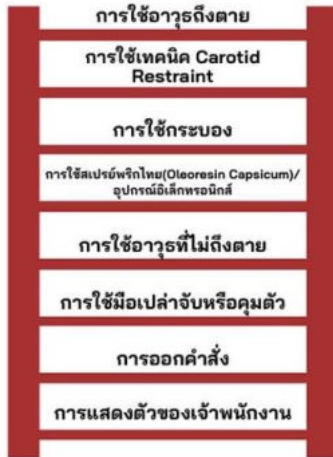 การใช้อาวุธถึงตาย
การใช้เทคนิค Carotid
Restraint
การใช้กระบอง
การใช้สเปรย์พริกไทย(Oleoresin Capsicum)/
อุปกรณ์อิเล็กทรอนิกส์
การใช้อาวุธที่ไม่ถึงตาย
การใช้มือเปล่าจับหรือคุมตัว
การออกคำสั่ง
การแสดงตัวของเจ้าพนักงาน